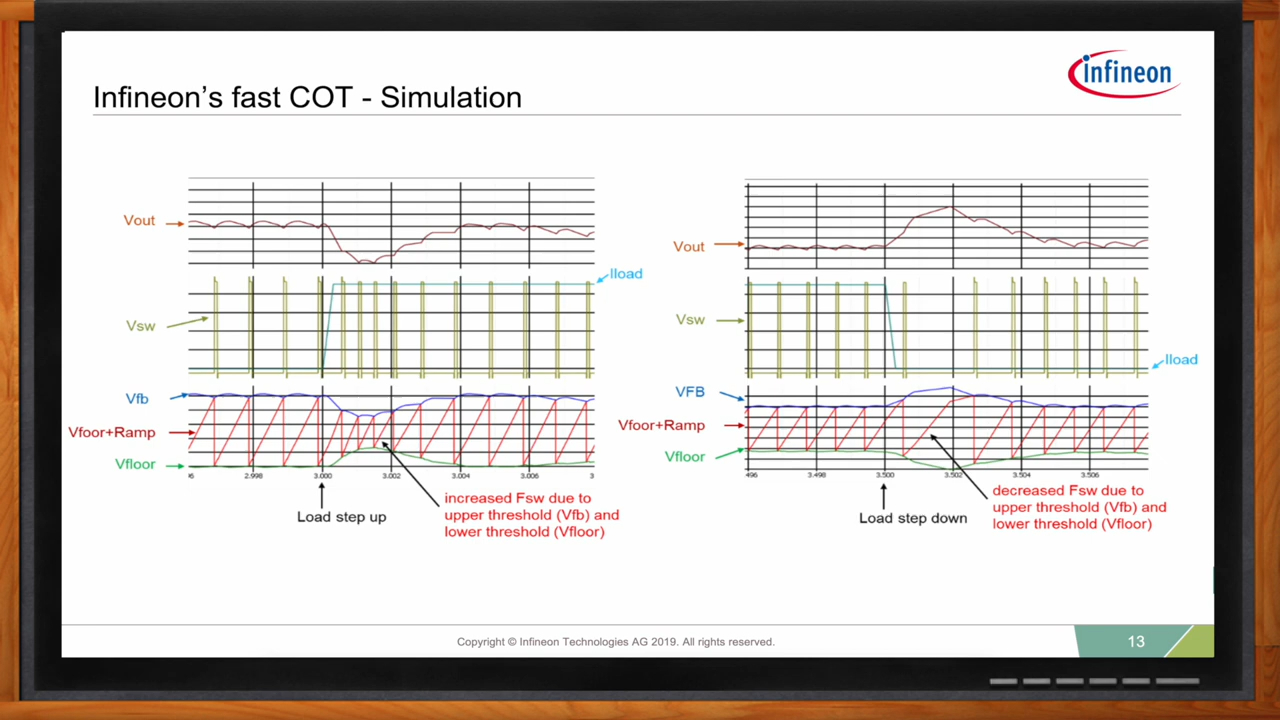 infineon
Infineon's fast COT - Simulation
Vout
Iload
Vsw
Vfb
Vfoor+Ramp
Vfloor
2.998
3.000
3.002
3.004
3.006
Load step up
increased Fsw due to
upper threshold (Vfb) and
lower threshold (Vfloor)
Vout
Vsw
Iload
VFB
Vfoor+Ramp
Vfloor
496
3.498
3.500
3.502
3.504
3.506
Load step down
decreased Fsw due to
upper threshold (Vfb) and
lower threshold (Vfloor)
Copyright © Infineon Technologies AG 2019. All rights reserved.
13